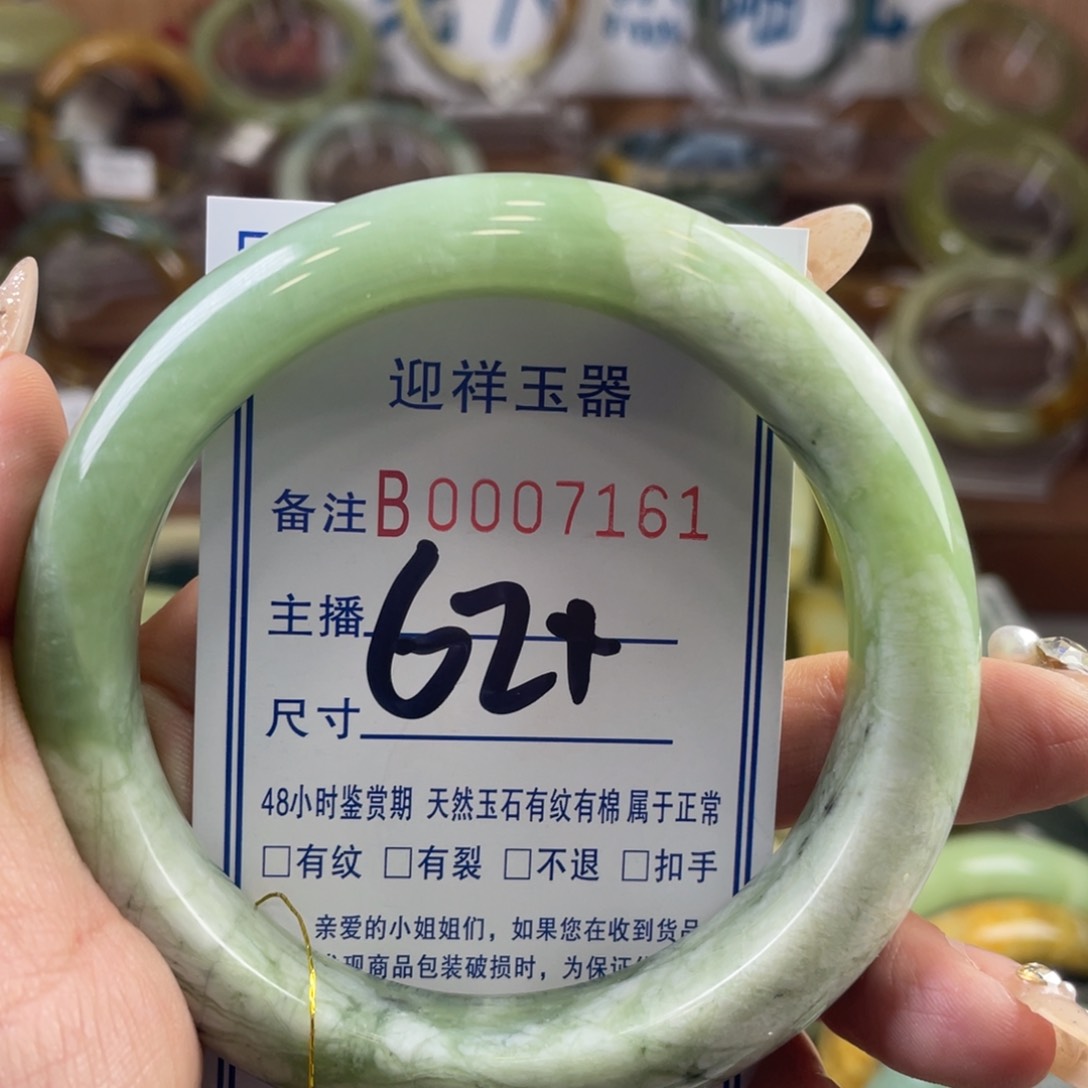 迎祥玉器
备注B0007161
主播
62+
尺寸
48小时鉴赏期 天然玉石有纹有棉 属于正常
□有纹 □有裂 □不退 □扣手
亲爱的小姐姐们，如果您在收到货品
现商品包装破损时，为保证